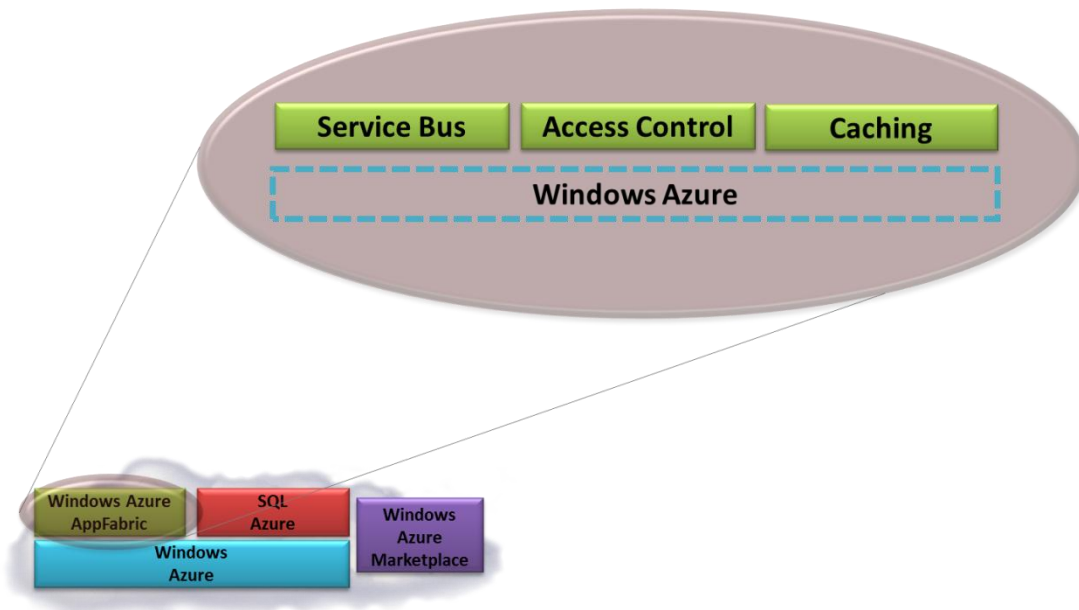 Service Bus
Access Control
Caching
Windows Azure
Windows Azure
AppFabric
SQL
Azure
Windows
Azure
Marketplace
Windows
Azure